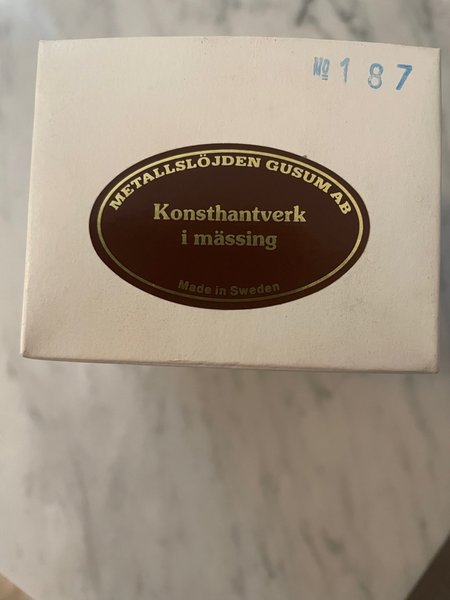 № 187
METALLSLÖJDEN GUSUM AB
Konsthantverk
i mässing
Made in Sweden